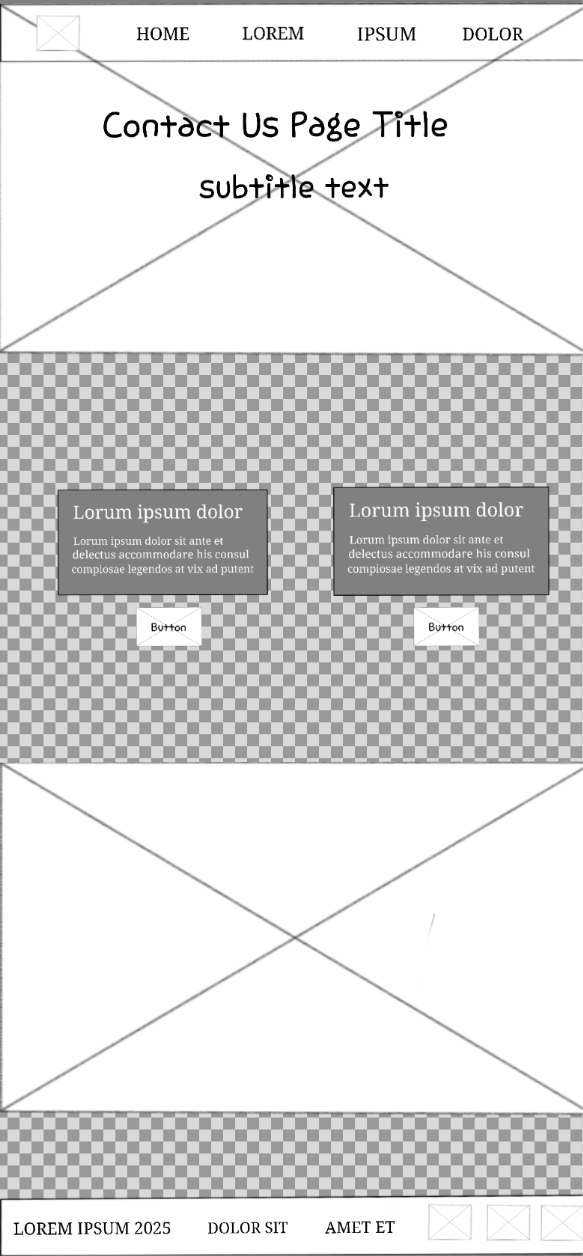 HOME LOREM IPSUM DOLOR
Contact Us Page Title
subtitle text
Lorum ipsum dolor
Lorum ipsum dolor sit ante et
delectus accommodare his consul
complosae legendos at vix ad putent
Button
Lorum ipsum dolor
Lorum ipsum dolor sit ante et
delectus accommodare his consul
complosae legendos at vix ad putent
Button
LOREM IPSUM 2025 DOLOR SIT AMET ET